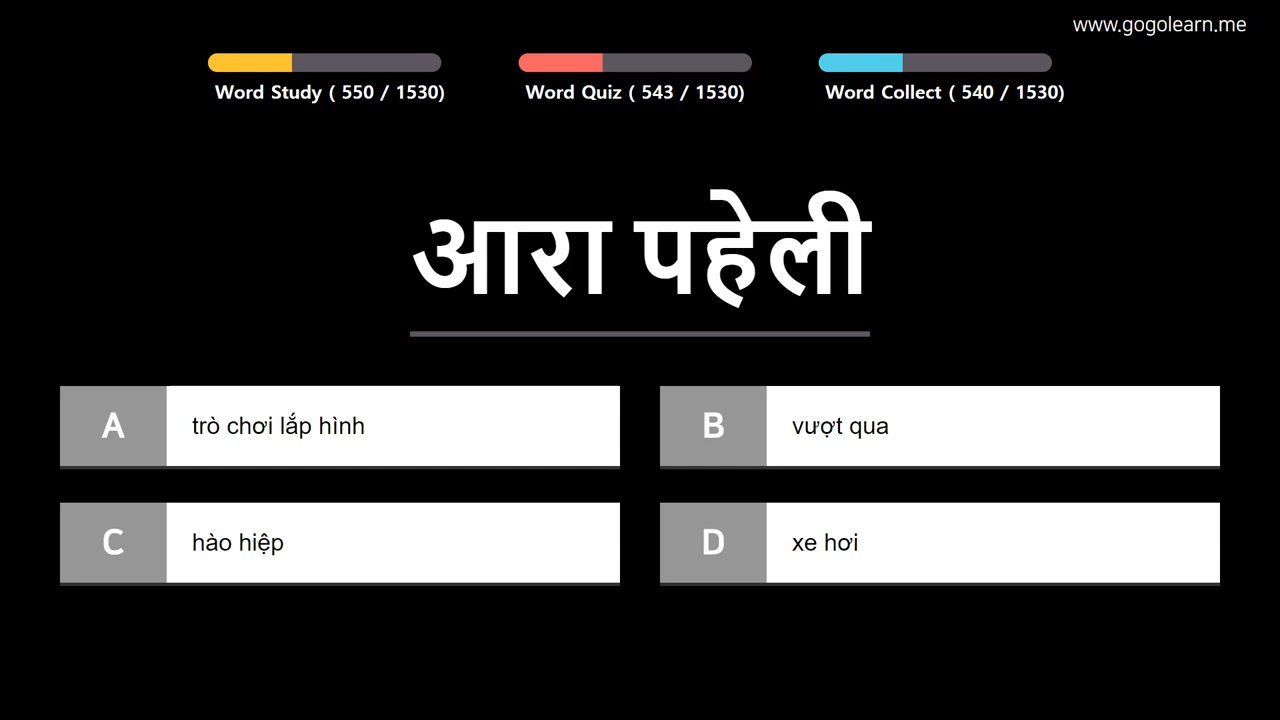 www.gogolearn.me
Word Study ( 550 / 1530)
Word Quiz ( 543 / 1530)
Word Collect ( 540 / 1530)
आरा पहेली
A
trò chơi lắp hình
B
vượt qua
C
hào hiệp
D
xe hơi